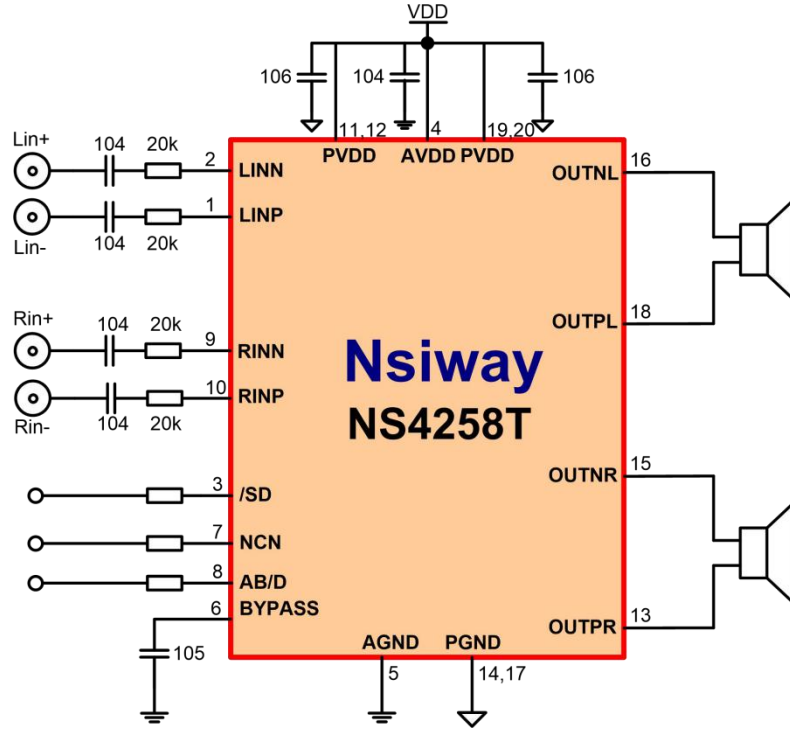 VDD
106
104
106
11,12
4
19,20
PVDD
AVDD
PVDD
Lin+
104
20k
2
LINN
1
LINP
Lin-
104
20k
Rin+
104
20k
9
RINN
10
RINP
Rin-
104
20k
3
/SD
7
NCN
8
AB/D
6
BYPASS
105
Nsiway
NS4258T
OUTNL
16
OUTPL
18
OUTNR
15
OUTPR
13
AGND
PGND
5
14,17